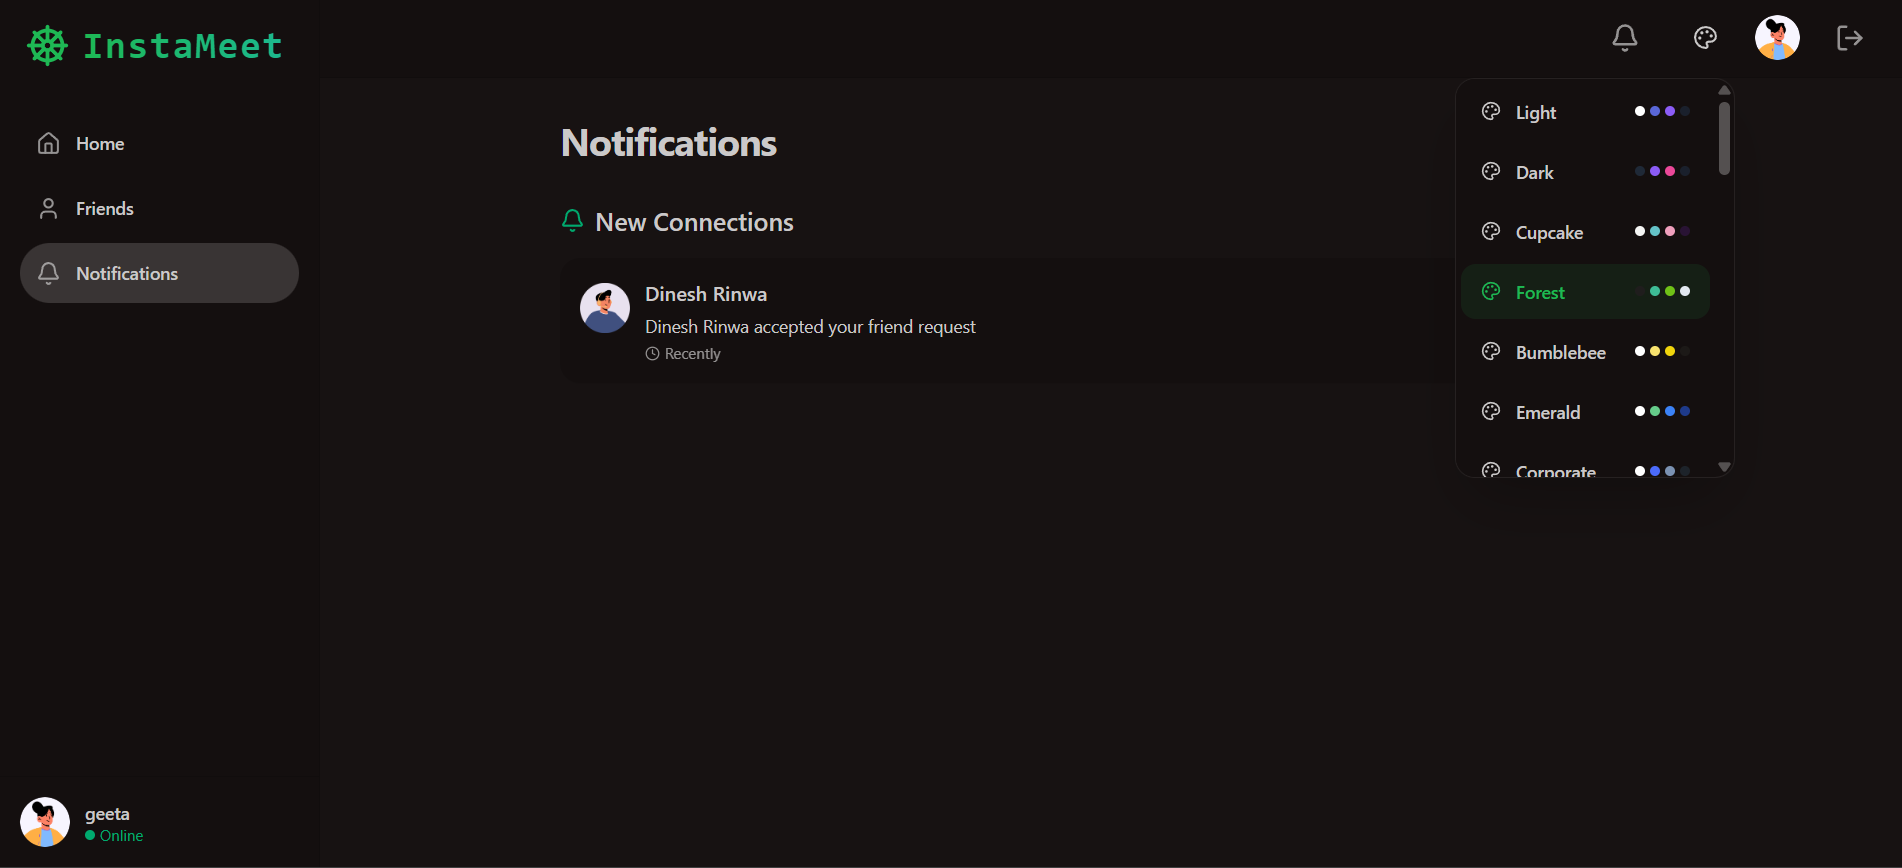 InstaMeet
Home
Friends
Notifications
geeta
Online
Notifications
New Connections
Dinesh Rinwa
Dinesh Rinwa accepted your friend request
Recently
Light
Dark
Cupcake
Forest
Bumblebee
Emerald
Corporate